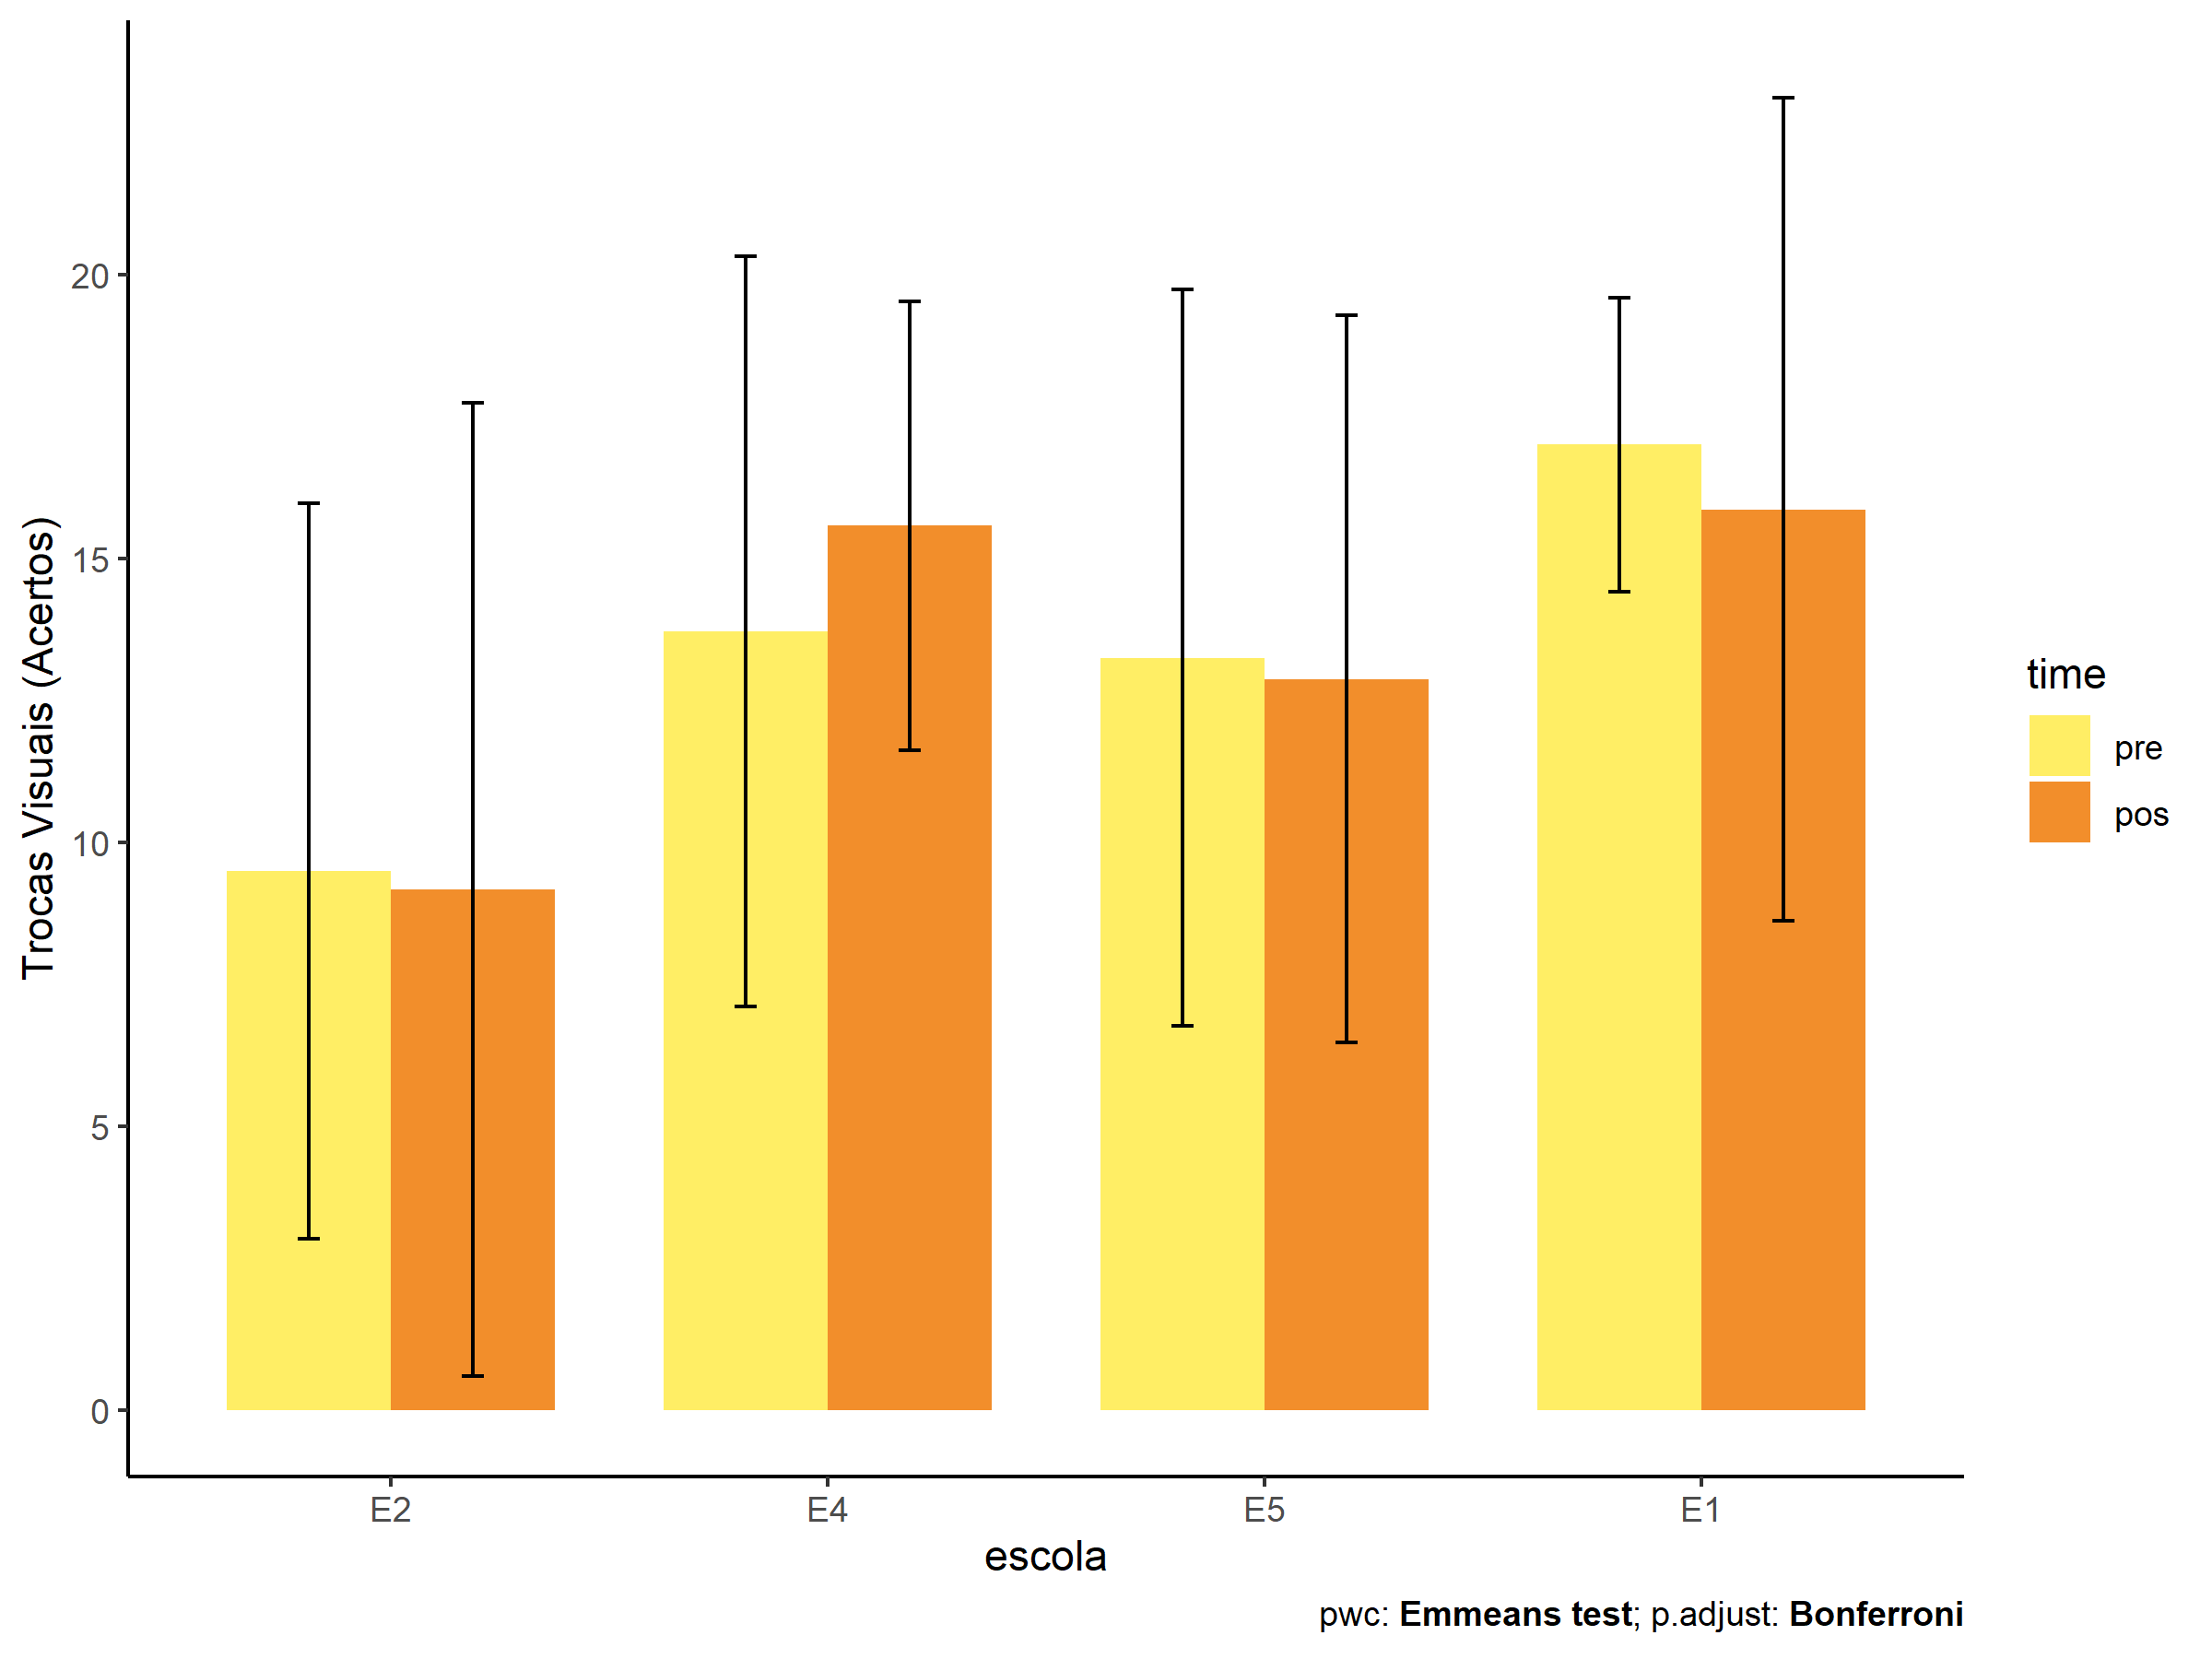 Trocas Visuais (Acertos)
20
15
10
5
0
E2 E4 E5 E1
escola
time
pre
pos
pwc: Emmeans test; p.adjust: Bonferroni